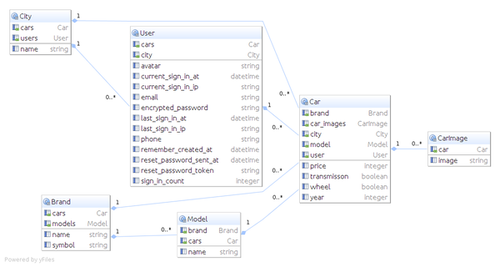 City
cars Car
users User
name string
1
1
0..*
0..*
User
cars Car
city City
avatar string
current_sign_in_at datetime
current_sign_in_ip string
email string
encrypted_password string
last_sign_in_at datetime
last_sign_in_ip string
phone string
remember_created_at datetime
reset_password_sent_at datetime
reset_password_token string
sign_in_count integer
1
0..*
Car
brand Brand
car_images CarImage
city City
model Model
user User
price integer
transmisson boolean
wheel boolean
year integer
1
0..*
CarImage
car Car
image string
0..*
0..*
Brand
cars Car
models Model
name string
symbol string
1
1
0..*
Model
brand Brand
cars Car
name string
1
Powered by yFiles